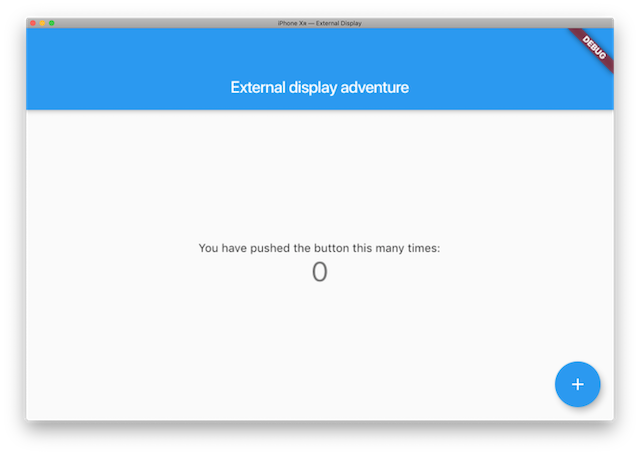 iPhone Xʀ — External Display
DEBUG
External display adventure
You have pushed the button this many times:
0
+